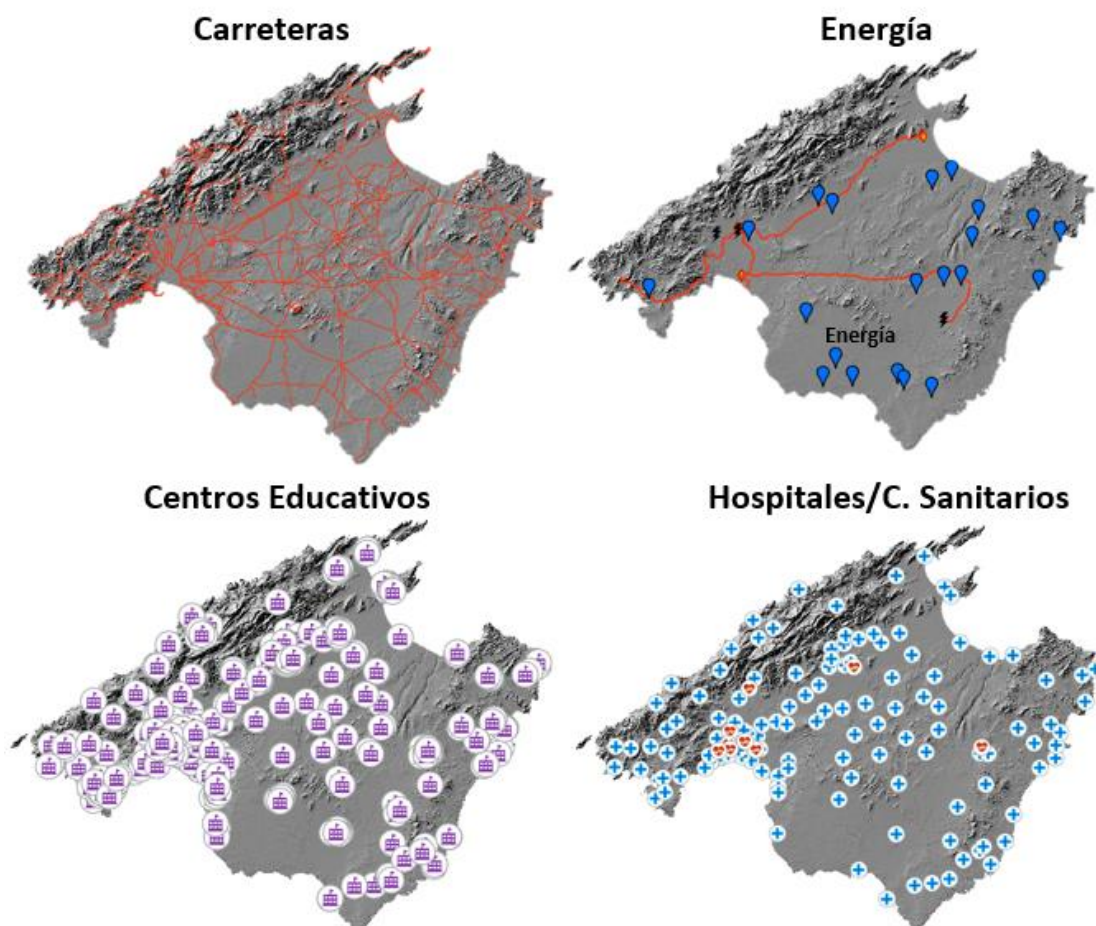 Carreteras
Energía
Energía
Centros Educativos
Hospitales/C. Sanitarios